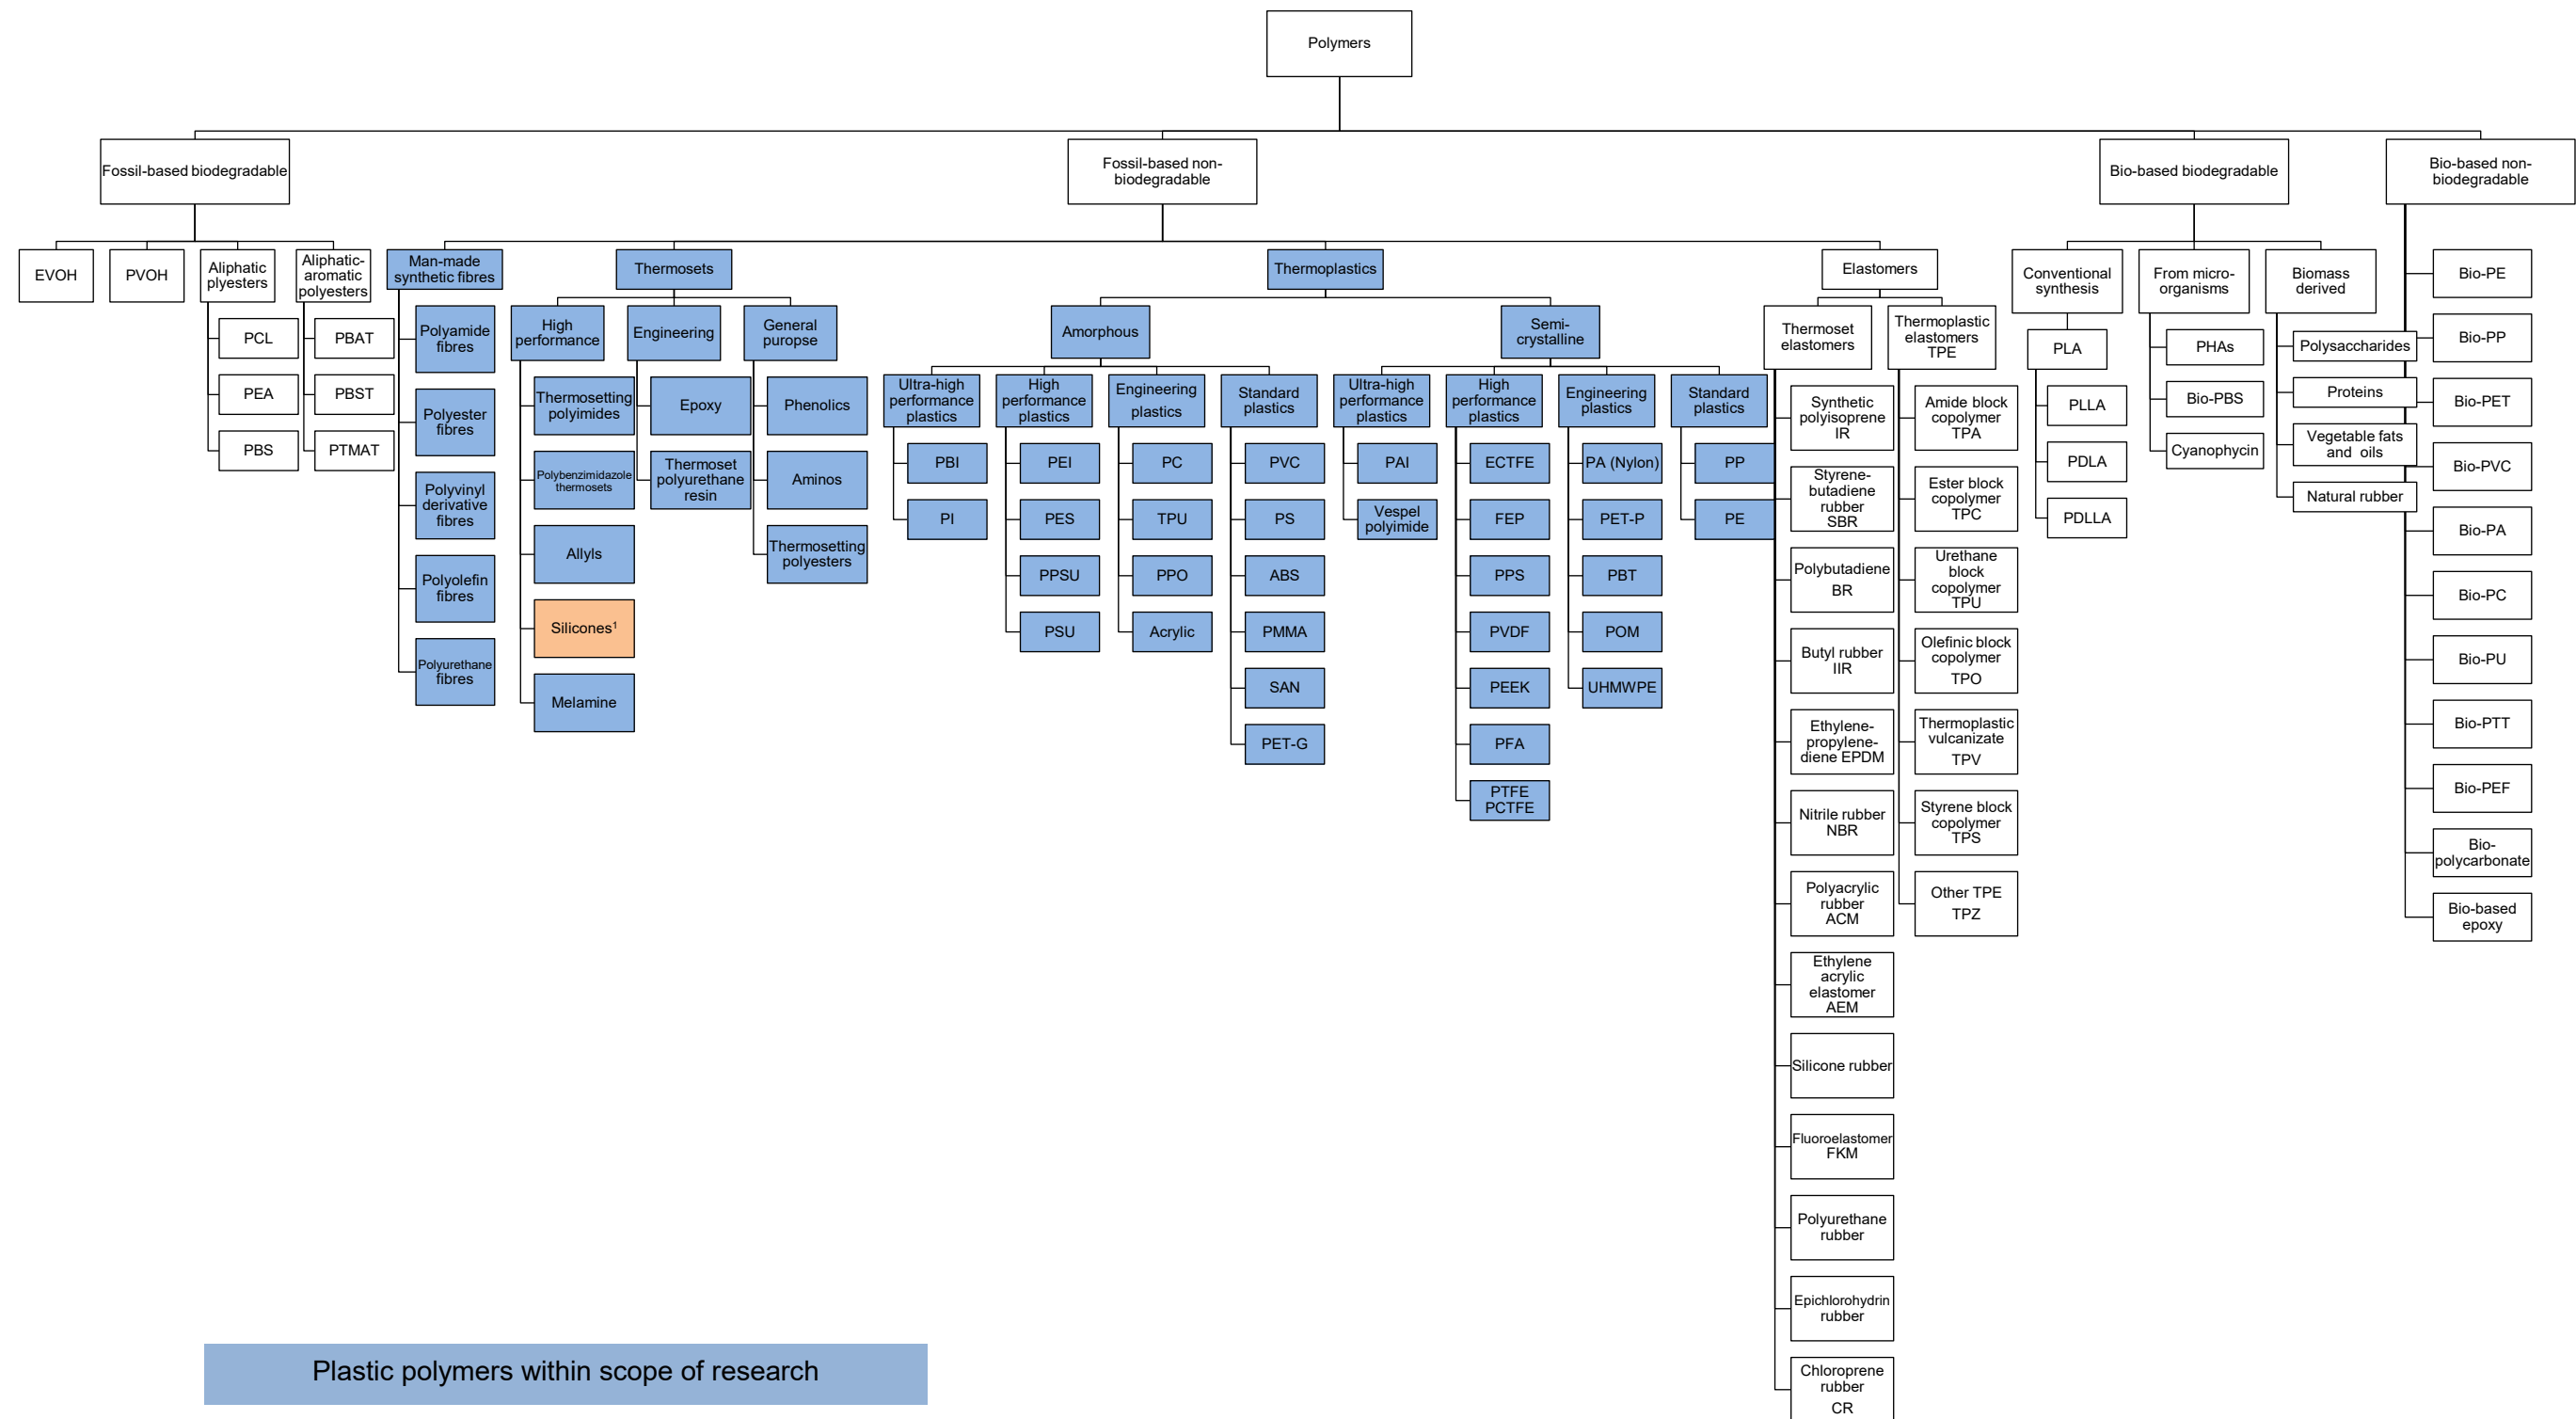 Polymers
Fossil-based biodegradable
Fossil-based non-
biodegradable
Bio-based biodegradable
Bio-based non-
biodegradable
EVOH
PVOH
Aliphatic
plyesters
PCL
PEA
PBS
Aliphatic-
aromatic
polyesters
PBAT
PBST
PTMAT
Man-made
synthetic fibres
Polyamide
fibres
Polyester
fibres
Polyvinyl
derivative
fibres
Polyolefin
fibres
Polyurethane
fibres
Thermosets
High
performance
Thermosetting
polyimides
Polybenzimidazole
thermosets
Allyls
Silicones¹
Melamine
Engineering
Epoxy
Thermoset
polyurethane
resin
General
puropse
Phenolics
Aminos
Thermosetting
polyesters
Thermoplastics
Amorphous
Ultra-high
performance
plastics
PBI
PI
High
performance
plastics
PEI
PES
PPSU
PSU
Engineering
plastics
PC
TPU
PPO
Acrylic
Standard
plastics
PVC
PS
ABS
PMMA
SAN
PET-G
Semi-
crystalline
Ultra-high
performance
plastics
PAI
Vespel
polyimide
High
performance
plastics
ECTFE
FEP
PPS
PVDF
PEEK
PFA
PTFE
PCTFE
Engineering
plastics
PA (Nylon)
PET-P
PBT
POM
UHMWPE
Standard
plastics
PP
PE
Elastomers
Thermoset
elastomers
Synthetic
polyisoprene
IR
Styrene-
butadiene
rubber
SBR
Polybutadiene
BR
Butyl rubber
IIR
Ethylene-
propylene-
diene EPDM
Nitrile rubber
NBR
Polyacrylic
rubber
ACM
Ethylene
acrylic
elastomer
AEM
Silicone rubber
Fluoroelastomer
FKM
Polyurethane
rubber
Epichlorohydrin
rubber
Chloroprene
rubber
CR
Thermoplastic
elastomers
TPE
Amide block
copolymer
TPA
Ester block
copolymer
TPC
Urethane
block
copolymer
TPU
Olefinic block
copolymer
TPO
Thermoplastic
vulcanizate
TPV
Styrene block
copolymer
TPS
Other TPE
TPZ
Conventional
synthesis
PLA
PLLA
PDLA
PDLLA
From micro-
organisms
PHAs
Bio-PBS
Cyanophycin
Biomass
derived
Polysaccharides
Proteins
Vegetable fats
and  oils
Natural rubber
Bio-PE
Bio-PP
Bio-PET
Bio-PVC
Bio-PA
Bio-PC
Bio-PU
Bio-PTT
Bio-PEF
Bio-
polycarbonate
Bio-based
epoxy
Plastic polymers within scope of research